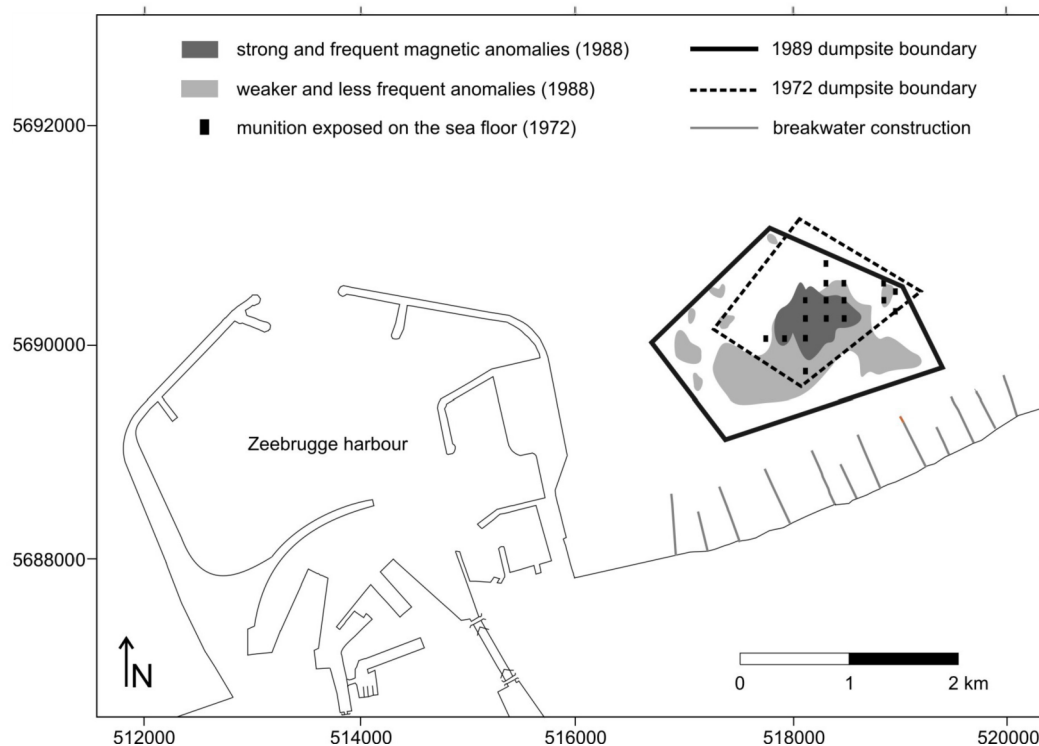 strong and frequent magnetic anomalies (1988)
weaker and less frequent anomalies (1988)
munition exposed on the sea floor (1972)
1989 dumpsite boundary
1972 dumpsite boundary
breakwater construction
5692000
5690000
5688000
Zeebrugge harbour
N
0 1 2 km
512000 514000 516000 518000 520000